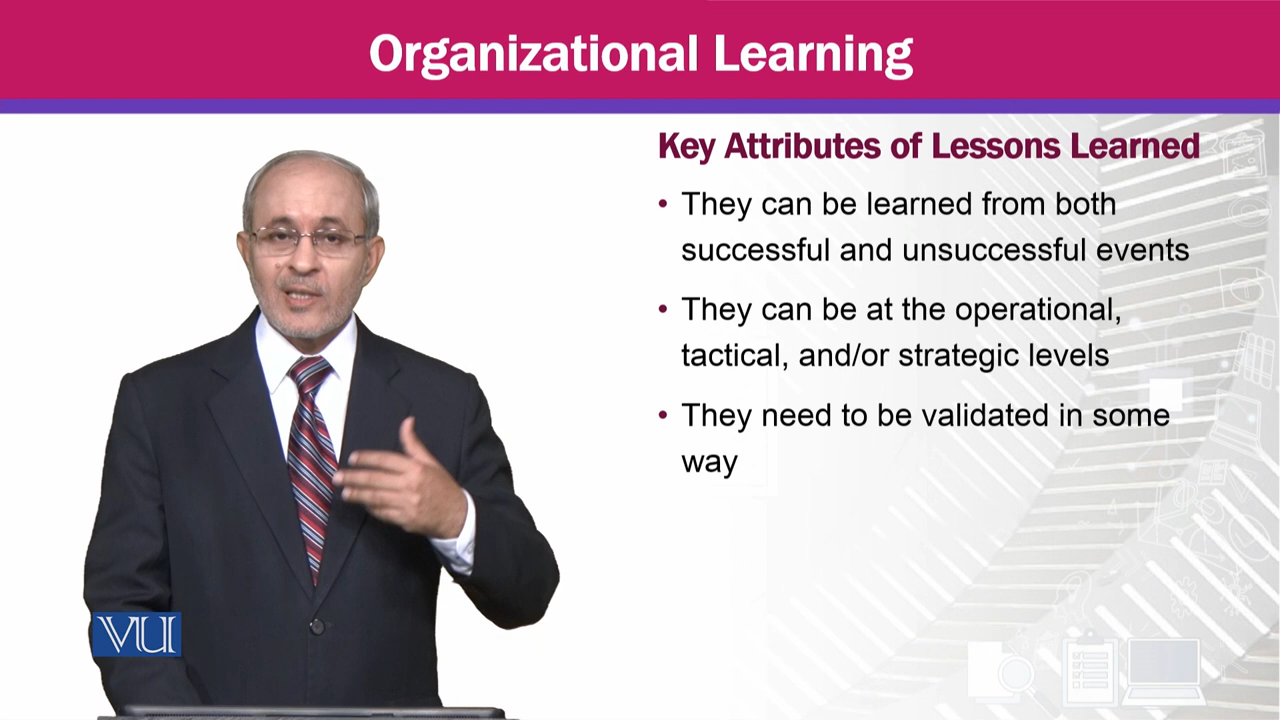 Organizational Learning
Key Attributes of Lessons Learned
• They can be learned from both
successful and unsuccessful events
• They can be at the operational,
tactical, and/or strategic levels
• They need to be validated in some
way
VU